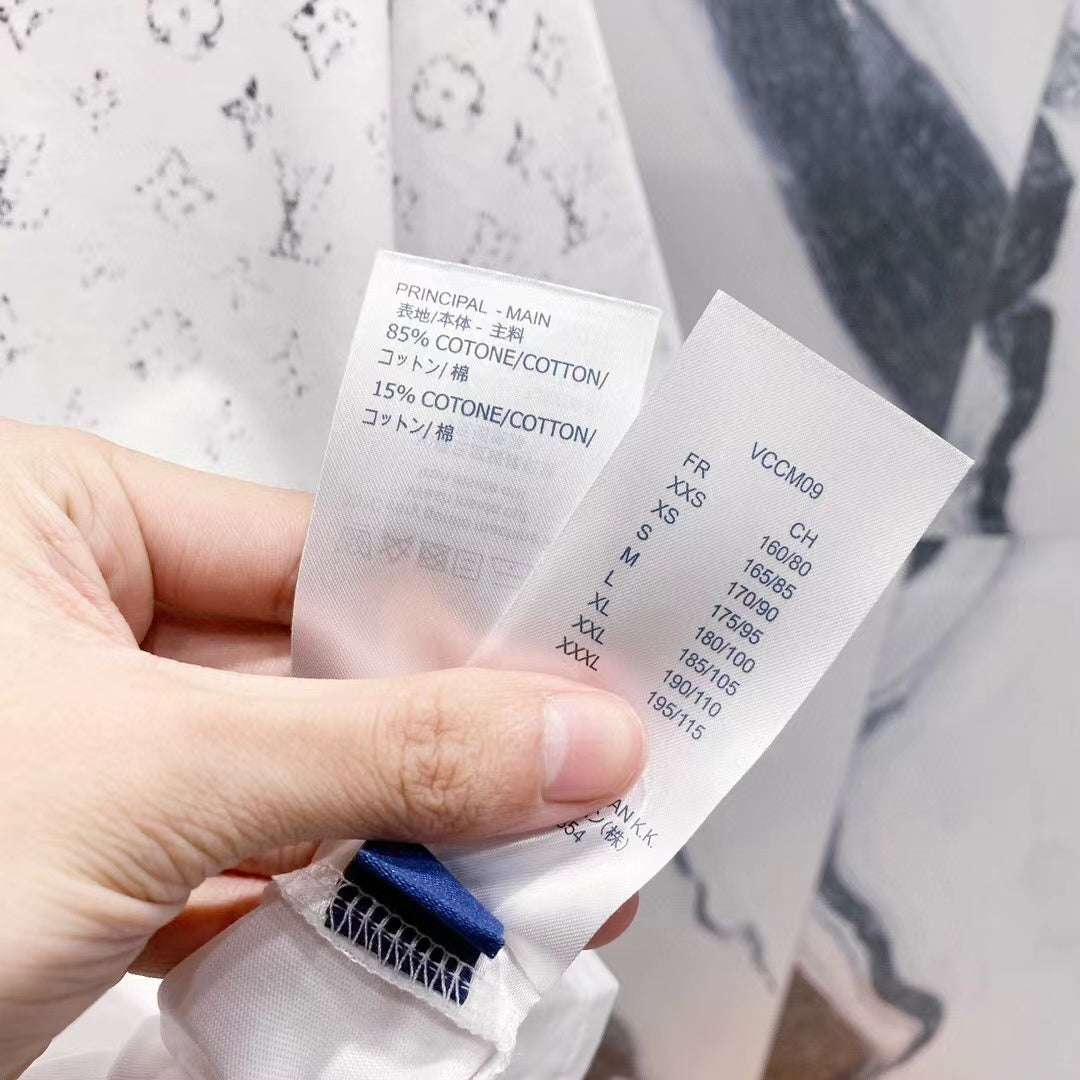 PRINCIPAL - MAIN
表地/本体 - 主料
85% COTONE/COTTON/
コットン/ 棉
15% COTONE/COTTON/
コットン/ 棉
VCCM09
FR CH
XXS 160/80
XS 165/85
S 170/90
M 175/95
L 180/100
XL 185/105
XXL 190/110
XXXL 195/115
K.K.
(株)